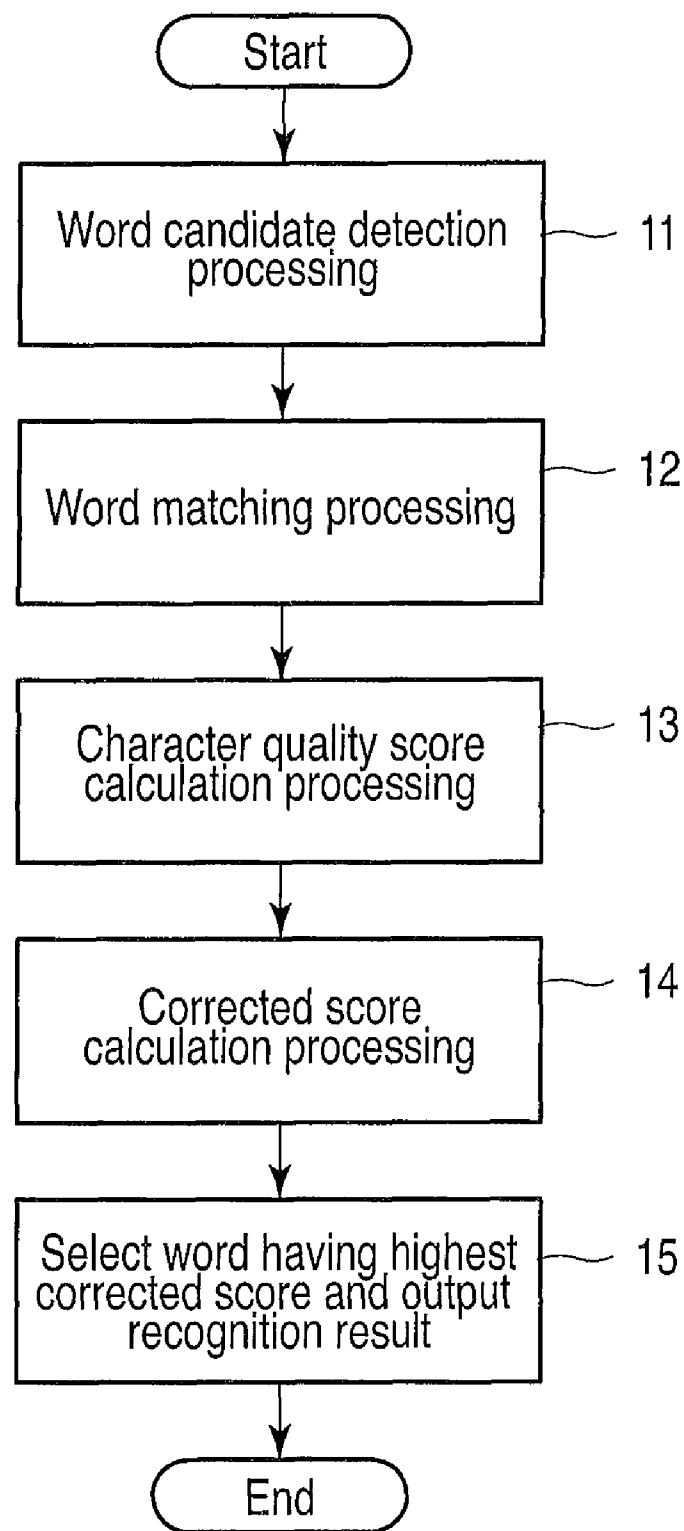 Start
Word candidate detection
processing
11
Word matching processing
12
Character quality score
calculation processing
13
Corrected score
calculation processing
14
Select word having highest
corrected score and output
recognition result
15
End